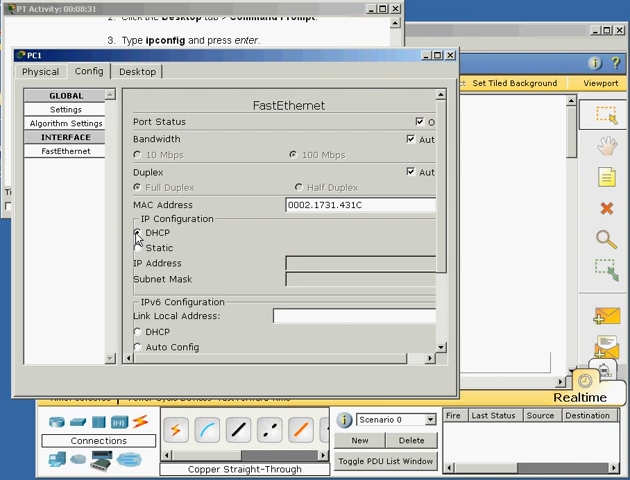 PT Activity: 00:08:31
2. Click the Desktop tab > Command Prompt.
3. Type ipconfig and press enter.
PC1
Physical
Config
Desktop
Set Tiled Background
Viewport
GLOBAL
Settings
Algorithm Settings
INTERFACE
FastEthernet
FastEthernet
Port Status
O
Bandwidth
Aut
10 Mbps
100 Mbps
Duplex
Aut
Full Duplex
Half Duplex
MAC Address
0002.1731.431C
IP Configuration
DHCP
Static
IP Address
Subnet Mask
IPv6 Configuration
Link Local Address:
DHCP
Auto Config
Realtime
Connections
Copper Straight-Through
Scenario 0
New
Delete
Toggle PDU List Window
Fire
Last Status
Source
Destination